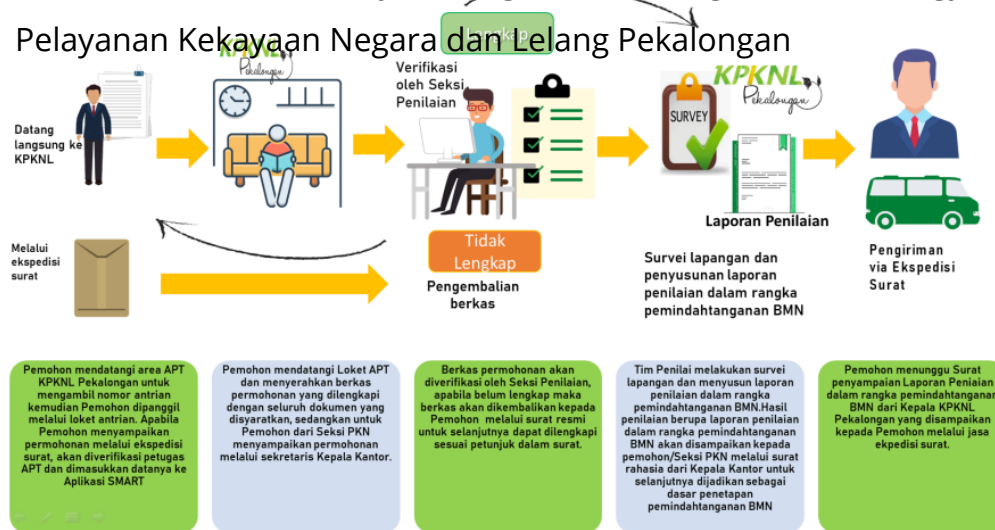 Pelayanan Kekayaan Negara dan Lelang Pekalongan
Lengkap
KPKNL
Pekalongan
Verifikasi
oleh Seksi
Penilaian
KPKNL
Pekalongan
SURVEY
Datang
langsung ke
KPKNL
Laporan Penilaian
Melalui
ekspedisi
surat
Tidak
Lengkap
Pengembalian
berkas
Survei lapangan dan
penyusunan laporan
penilaian dalam rangka
pemindahtanganan BMN
Pengiriman
via Ekspedisi
Surat
Pemohon mendatangi area APT
KPKNL Pekalongan untuk
mengambil nomor antrian
kemudian Pemohon dipanggil
melalui loket antrian. Apabila
Pemohon menyampaikan
permohonan melalui ekspedisi
surat, akan diverifikasi petugas
APT dan dimasukkan datanya ke
Aplikasi SMART
Pemohon mendatangi Loket APT
dan menyerahkan berkas
permohonan yang dilengkapi
dengan seluruh dokumen yang
disyaratkan, sedangkan untuk
Pemohon dari Seksi PKN
menyampaikan permohonan
melalui sekretaris Kepala Kantor.
Berkas permohonan akan
diverifikasi oleh Seksi Penilaian,
apabila belum lengkap maka
berkas akan dikembalikan kepada
Pemohon melalui surat resmi
untuk selanjutnya dapat dilengkapi
sesuai petunjuk dalam surat.
Tim Penilai melakukan survei
lapangan dan menyusun laporan
penilaian dalam rangka
pemindahtanganan BMN.Hasil
penilaian berupa laporan penilaian
dalam rangka pemindahtanganan
BMN akan disampaikan kepada
pemohon/Seksi PKN melalui surat
rahasia dari Kepala Kantor untuk
selanjutnya dijadikan sebagai
dasar penetapan
pemindahtanganan BMN
Pemohon menunggu Surat
penyampaian Laporan Peniaian
dalam rangka pemindahtanganan
BMN dari Kepala KPKNL
Pekalongan yang disampaikan
kepada Pemohon melalui jasa
ekpedisi surat.